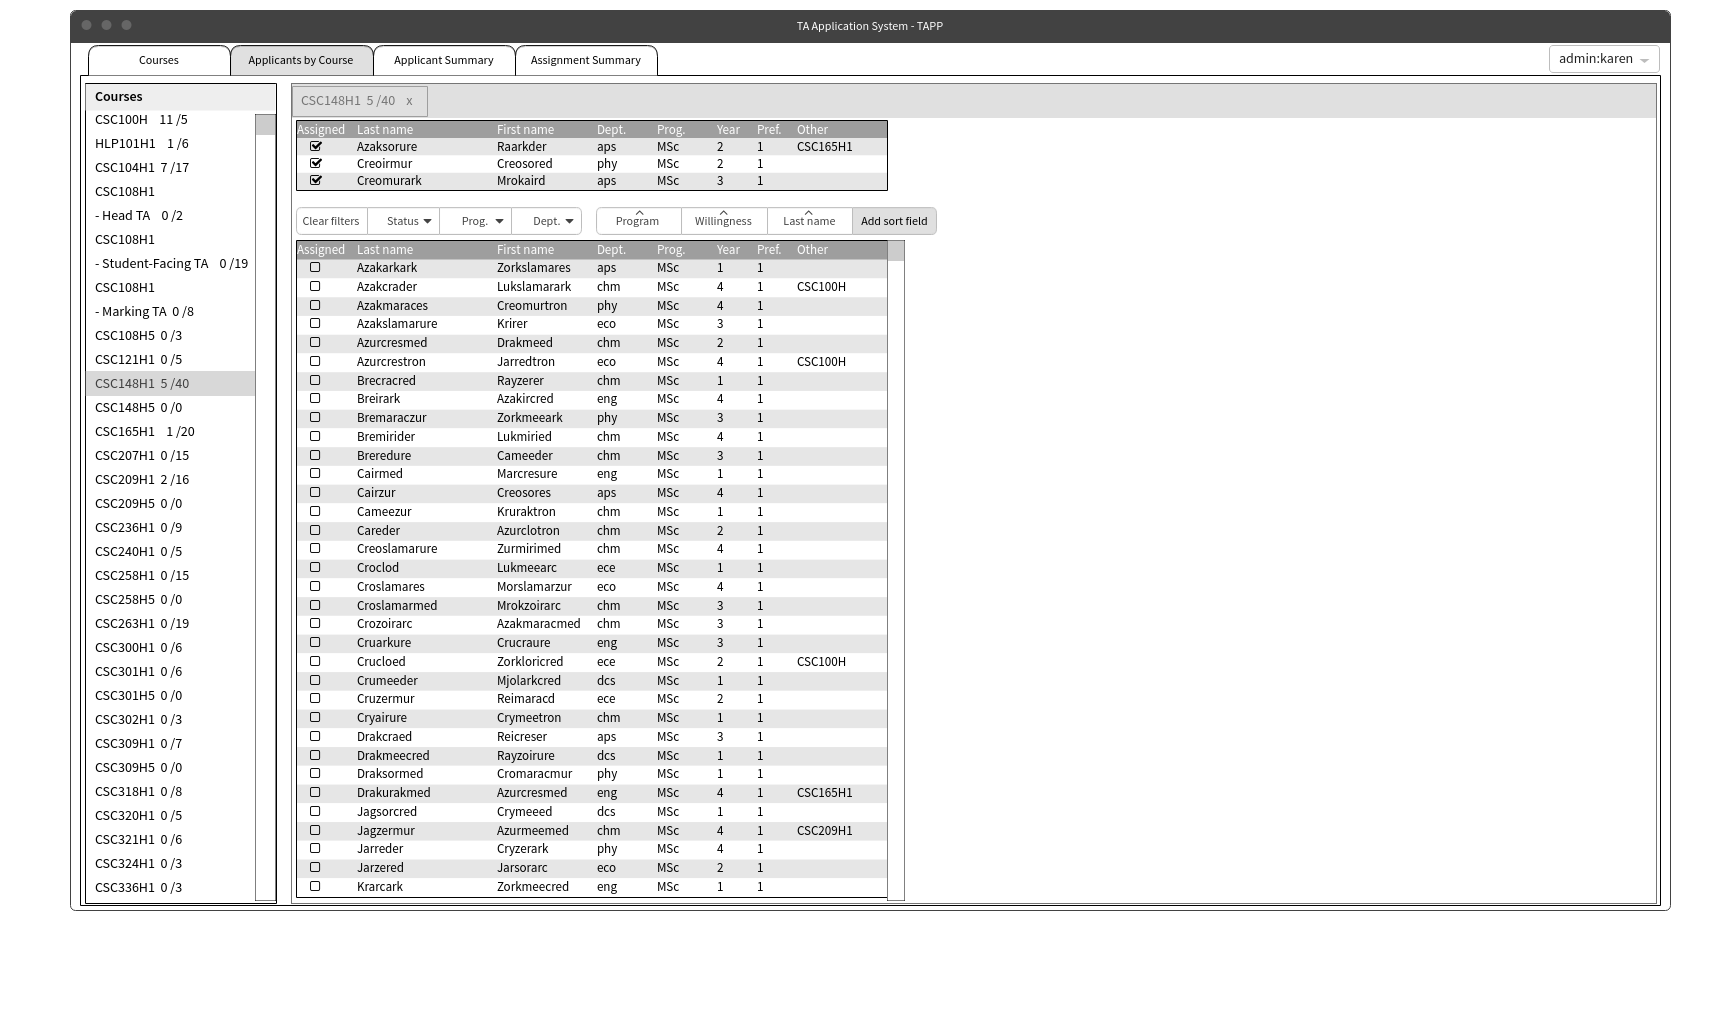 TA Application System - TAPP
Courses Applicants by Course Applicant Summary Assignment Summary admin:karen
Courses
CSC100H 11 /5
HLP101H1 1 /6
CSC104H1 7 /17
CSC108H1
- Head TA 0 /2
CSC108H1
- Student-Facing TA 0 /19
CSC108H1
- Marking TA 0 /8
CSC108H5 0 /3
CSC121H1 0 /5
CSC148H1 5 /40
CSC148H5 0 /0
CSC165H1 1 /20
CSC207H1 0 /15
CSC209H1 2 /16
CSC209H5 0 /0
CSC236H1 0 /9
CSC240H1 0 /5
CSC258H1 0 /15
CSC258H5 0 /0
CSC263H1 0 /19
CSC300H1 0 /6
CSC301H1 0 /6
CSC301H5 0 /0
CSC302H1 0 /3
CSC309H1 0 /7
CSC309H5 0 /0
CSC318H1 0 /8
CSC320H1 0 /5
CSC321H1 0 /6
CSC324H1 0 /3
CSC336H1 0 /3
CSC148H1 5 /40 x
Assigned Last name First name Dept. Prog. Year Pref. Other
Azaksorure Raarkder aps MSc 2 1 CSC165H1
Creoirmur Creosored phy MSc 2 1
Creomurark Mrokaird aps MSc 3 1
Clear filters Status Prog. Dept. Program Willingness Last name Add sort field
Assigned Last name First name Dept. Prog. Year Pref. Other
Azakarkark Zorkslamares aps MSc 1 1
Azakcrader Lukslamarark chm MSc 4 1 CSC100H
Azakmaraces Creomurtron phy MSc 4 1
Azakslamarure Krirer eco MSc 3 1
Azurcresmed Drakmeed chm MSc 2 1
Azurcrestron Jarredtron eco MSc 4 1 CSC100H
Brecracred Rayzerer chm MSc 1 1
Breirark Azakircred eng MSc 4 1
Bremaraczur Zorkmeeark phy MSc 3 1
Bremirider Lukmiried chm MSc 4 1
Breredure Cameeder chm MSc 3 1
Cairmed Marcresure eng MSc 1 1
Cairzur Creosores aps MSc 4 1
Cameezur Kruraktron chm MSc 1 1
Careder Azurclotron chm MSc 2 1
Creoslamarure Zurmirimed chm MSc 4 1
Croclod Lukmeearc ece MSc 1 1
Croslamares Morslamarzur eco MSc 4 1
Croslamarmed Mrokzoirarc chm MSc 3 1
Crozoirarc Azakmaracmed chm MSc 3 1
Cruarkure Crucraure eng MSc 3 1
Crucloed Zorkloricred ece MSc 2 1 CSC100H
Crumeeder Mjolarkcred dcs MSc 1 1
Cruzermur Reimaracd ece MSc 2 1
Cryairure Crymeetron chm MSc 1 1
Drakcraed Reicreser aps MSc 3 1
Drakmeecred Rayzoirure dcs MSc 1 1
Draksormed Cromaracmur phy MSc 1 1
Drakurakmed Azurcresmed eng MSc 4 1 CSC165H1
Jagsorcred Crymeeed dcs MSc 1 1
Jagzermur Azurmeemed chm MSc 4 1 CSC209H1
Jarreder Cryzerark phy MSc 4 1
Jarzered Jarsorarc eco MSc 2 1
Krarcark Zorkmeecred eng MSc 1 1